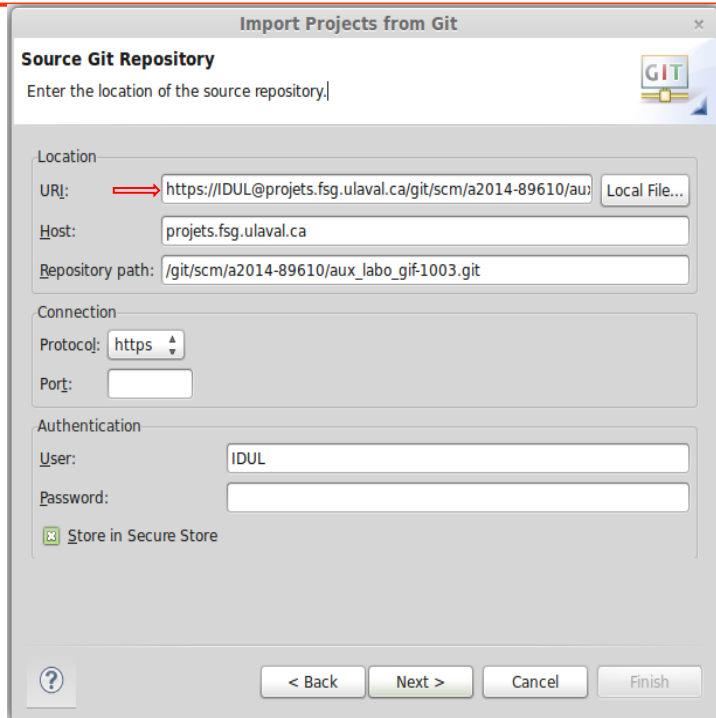 Import Projects from Git ×
Source Git Repository
Enter the location of the source repository.
GIT
Location
URI: https://IDUL@projets.fsg.ulaval.ca/git/scm/a2014-89610/aux Local File...
Host: projets.fsg.ulaval.ca
Repository path: /git/scm/a2014-89610/aux_labo_gif-1003.git
Connection
Protocol: https
Port:
Authentication
User: IDUL
Password:
Store in Secure Store
? < Back Next > Cancel Finish